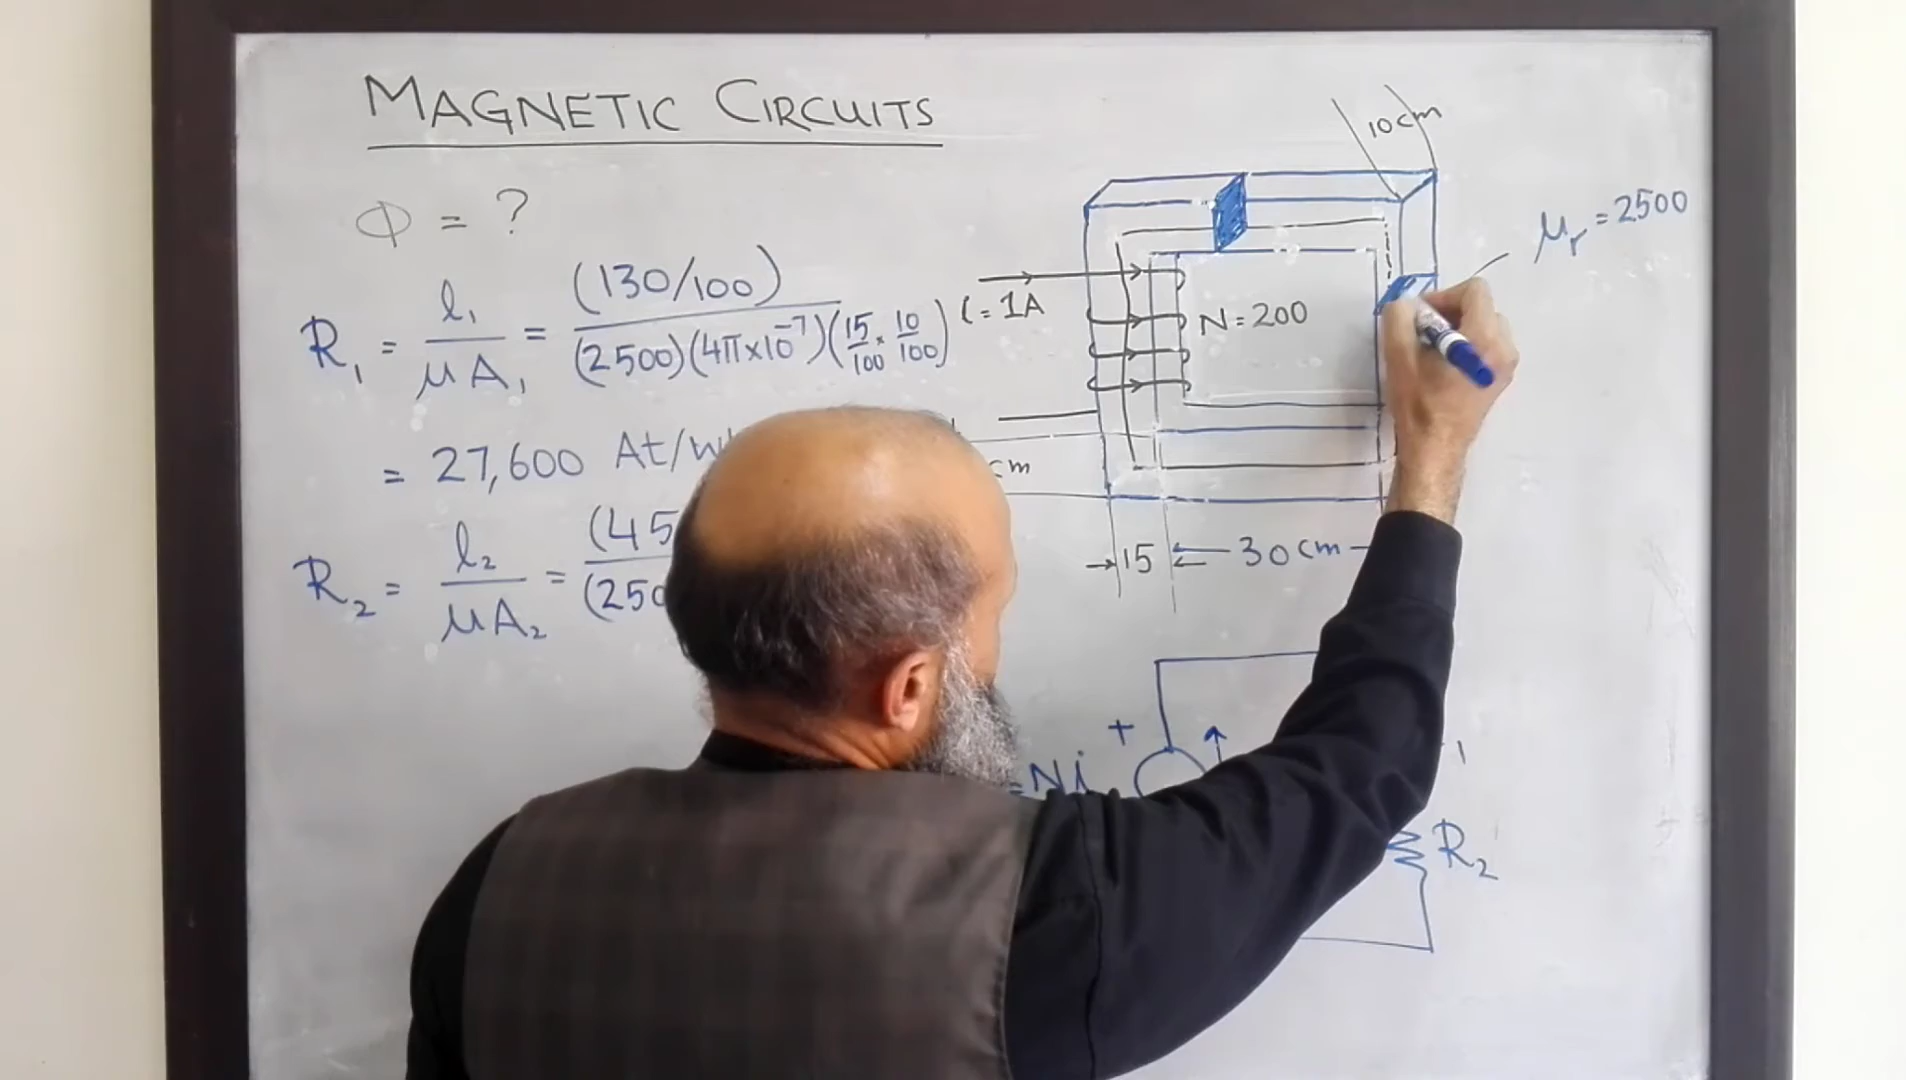 MAGNETIC CIRCUITS
Φ = ?
R₁ = l₁/μA₁ = (130/100)/(2500)(4π×10⁻⁷)(15/100 × 10/100)
= 27,600 At/w
R₂ = l₂/μA₂ = (45/(250
10cm
μr = 2500
i = 1A
N = 200
cm
15
30cm
+
= Ni
R₂